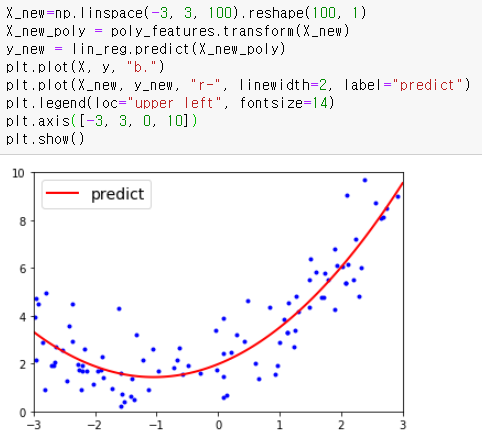 X_new=np.linspace(-3, 3, 100).reshape(100, 1)
X_new_poly = poly_features.transform(X_new)
y_new = lin_reg.predict(X_new_poly)
plt.plot(X, y, "b.")
plt.plot(X_new, y_new, "r-", linewidth=2, label="predict")
plt.legend(loc="upper left", fontsize=14)
plt.axis([-3, 3, 0, 10])
plt.show()
predict
10
8
6
4
2
0
−3 −2 −1 0 1 2 3